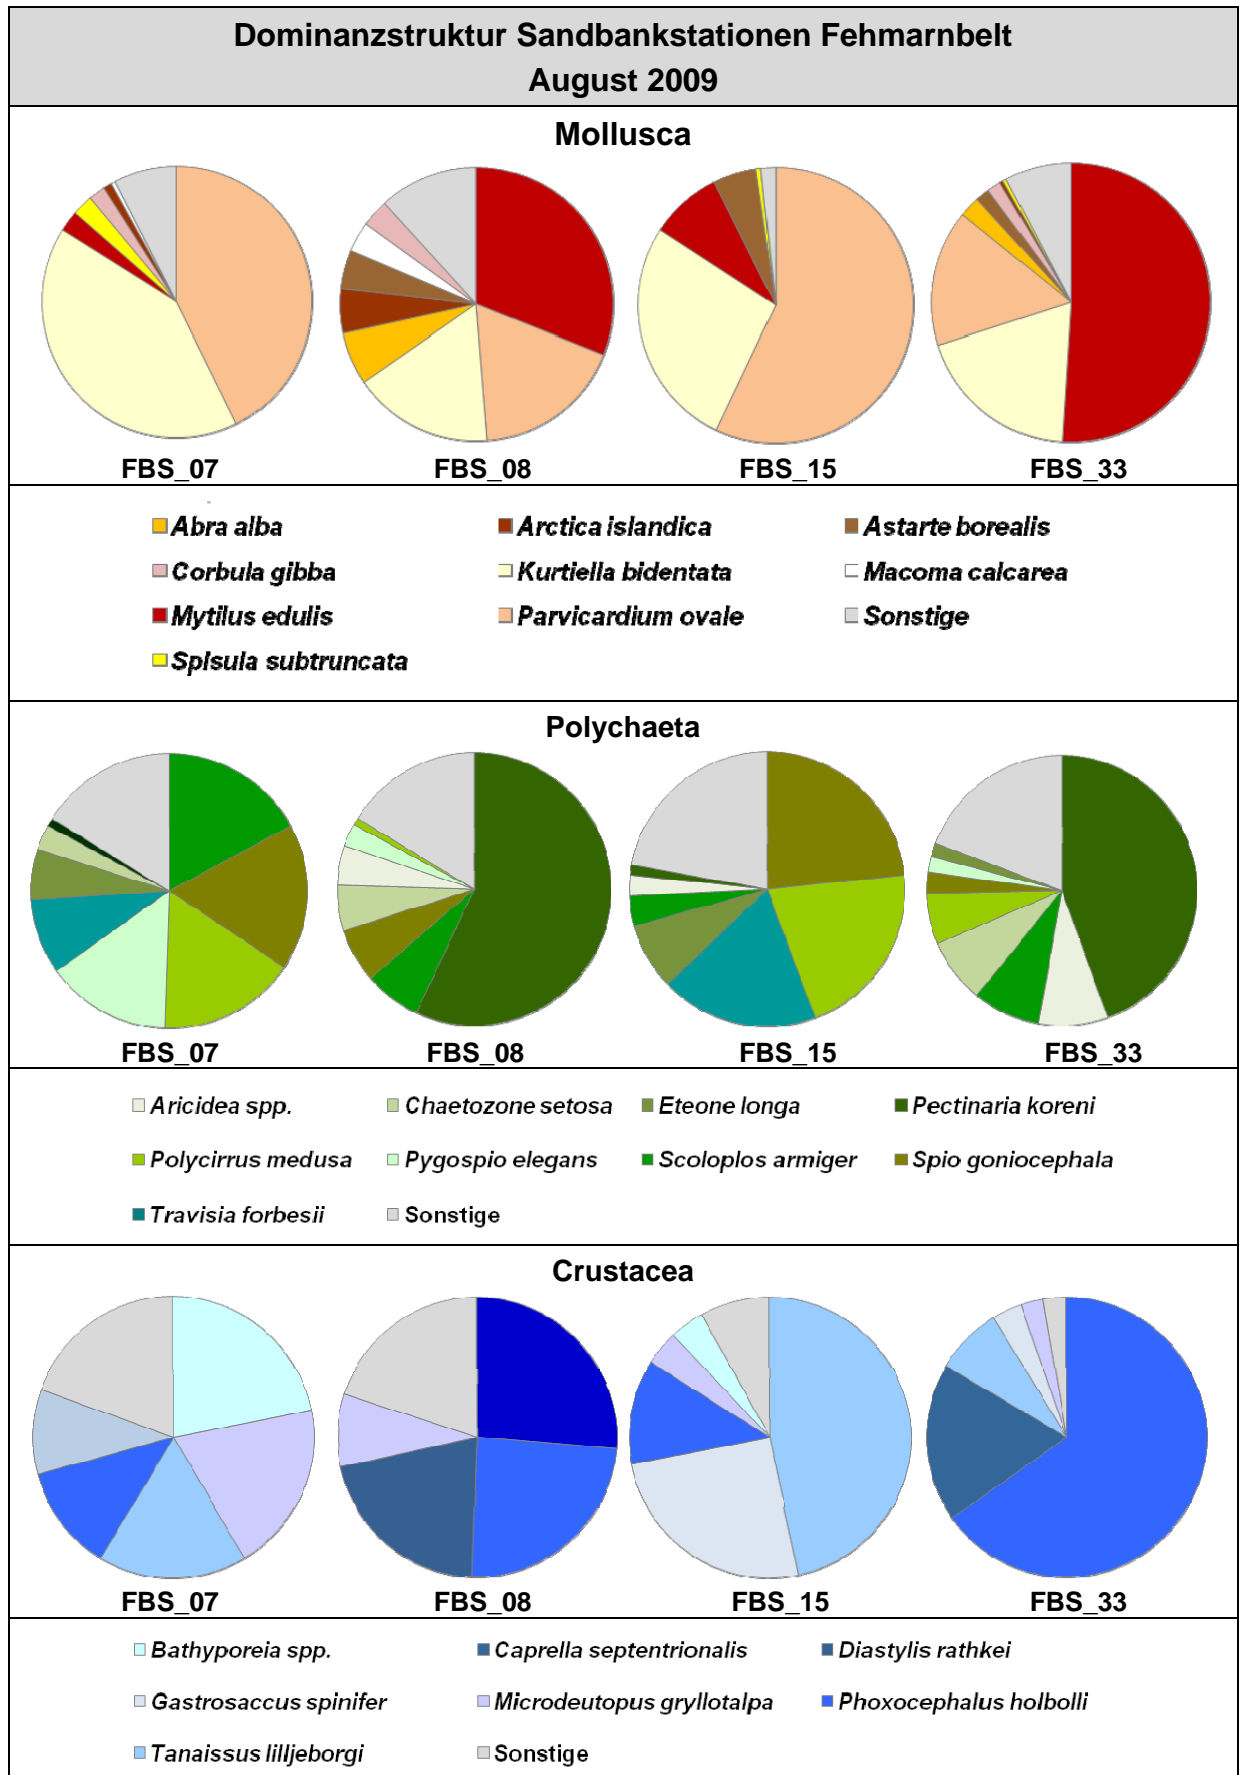 Dominanzstruktur Sandbankstationen Fehmarnbelt
August 2009
Mollusca
FBS_07 FBS_08 FBS_15 FBS_33
Abra alba Arctica islandica Astarte borealis
Corbula gibba Kurtiella bidentata Macoma calcarea
Mytilus edulis Parvicardium ovale Sonstige
Spisula subtruncata
Polychaeta
FBS_07 FBS_08 FBS_15 FBS_33
Aricidea spp. Chaetozone setosa Eteone longa Pectinaria koreni
Polycirrus medusa Pygospio elegans Scoloplos armiger Spio goniocephala
Travisia forbesii Sonstige
Crustacea
FBS_07 FBS_08 FBS_15 FBS_33
Bathyporeia spp. Caprella septentrionalis Diastylis rathkei
Gastrosaccus spinifer Microdeutopus gryllotalpa Phoxocephalus holbolli
Tanaissus lilljeborgi Sonstige